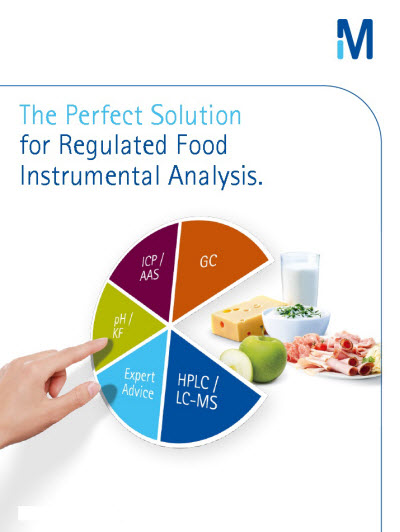 M
The Perfect Solution
for Regulated Food
Instrumental Analysis.
ICP /
AAS
GC
pH /
KF
Expert
Advice
HPLC /
LC-MS